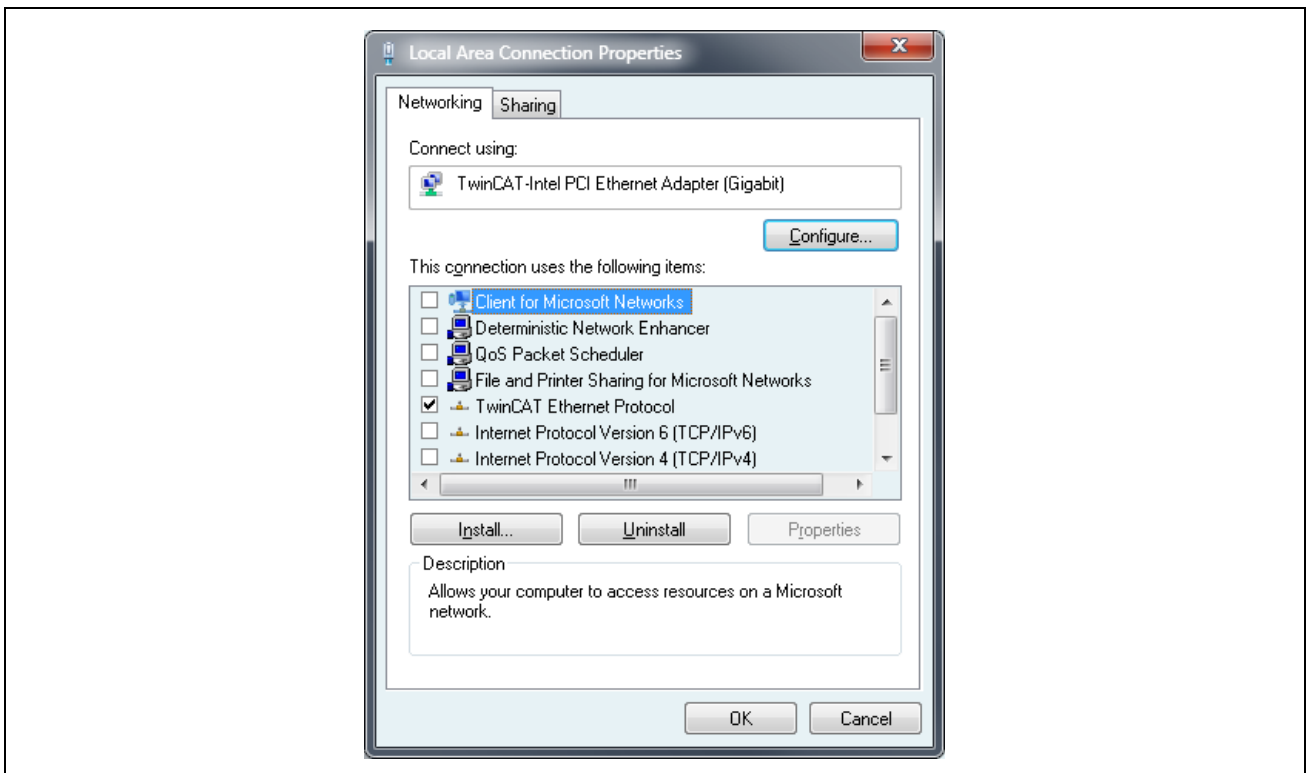 Local Area Connection Properties
Networking
Sharing
Connect using:
TwinCAT-Intel PCI Ethernet Adapter (Gigabit)
Configure...
This connection uses the following items:
Client for Microsoft Networks
Deterministic Network Enhancer
QoS Packet Scheduler
File and Printer Sharing for Microsoft Networks
TwinCAT Ethernet Protocol
Internet Protocol Version 6 (TCP/IPv6)
Internet Protocol Version 4 (TCP/IPv4)
Install...
Uninstall
Properties
Description
Allows your computer to access resources on a Microsoft
network.
OK
Cancel